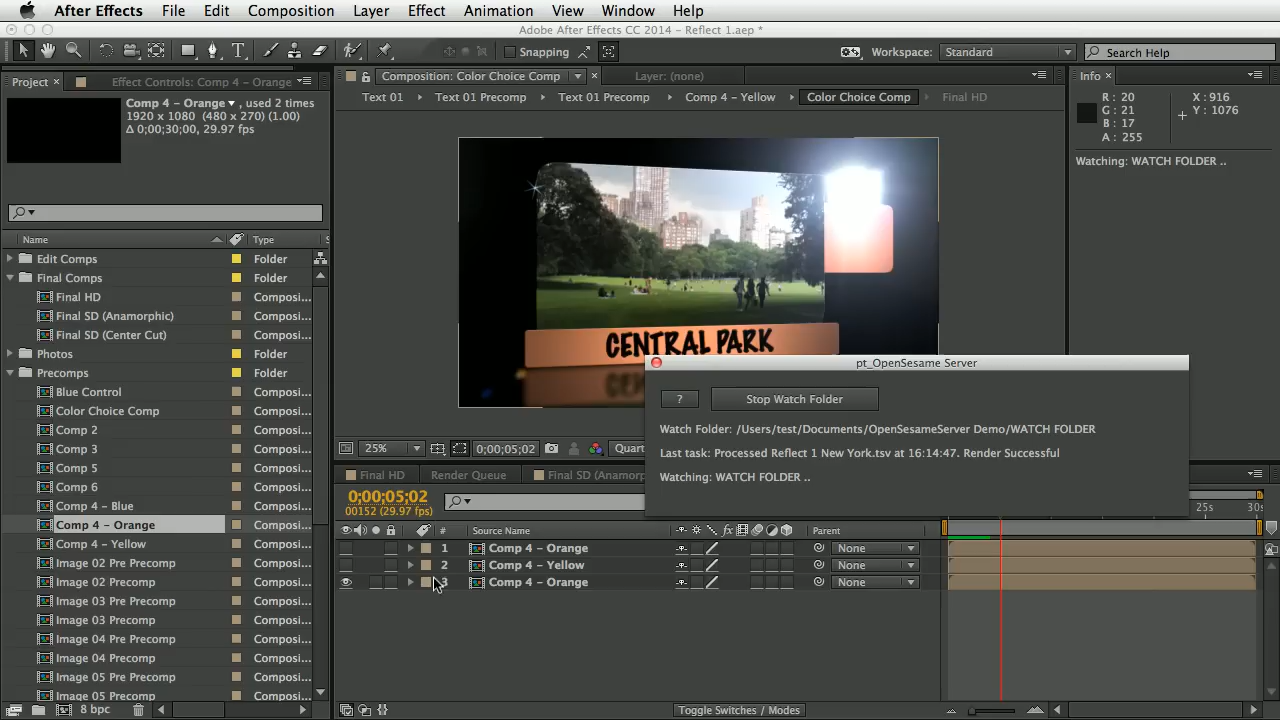 After Effects File Edit Composition Layer Effect Animation View Window Help
Adobe After Effects CC 2014 - Reflect 1.aep *
T Snapping Workspace: Standard Search Help
Project × Effect Controls: Comp 4 - Orange Composition: Color Choice Comp × Layer: (none) Info ×
Comp 4 - Orange▼, used 2 times
1920 x 1080 (480 x 270) (1.00)
Δ 0;00;30;00, 29.97 fps
Text 01 Text 01 Precomp Text 01 Precomp Comp 4 - Yellow Color Choice Comp Final HD
R : 20 X : 916
G : 21 Y : 1076
B : 17
A : 255
Watching: WATCH FOLDER ..
Name Type S
Edit Comps Folder
Final Comps Folder
Final HD Composi...
Final SD (Anamorphic) Composi...
Final SD (Center Cut) Composi...
Photos Folder
Precomps Folder
Blue Control Composi...
Color Choice Comp Composi...
Comp 2 Composi...
Comp 3 Composi...
Comp 5 Composi...
Comp 6 Composi...
Comp 4 - Blue Composi...
Comp 4 - Orange Composi...
Comp 4 - Yellow Composi...
Image 02 Pre Precomp Composi...
Image 02 Precomp Composi...
Image 03 Pre Precomp Composi...
Image 03 Precomp Composi...
Image 04 Pre Precomp Composi...
Image 04 Precomp Composi...
Image 05 Pre Precomp Composi...
Image 05 Precomp Composi...
8 bpc
CENTRAL PARK
pt_OpenSesame Server
? Stop Watch Folder
Watch Folder: /Users/test/Documents/OpenSesameServer Demo/WATCH FOLDER
Last task: Processed Reflect 1 New York.tsv at 16:14:47. Render Successful
Watching: WATCH FOLDER ..
25% 0;00;05;02 Quart
Final HD Render Queue Final SD (Anamorp
0;00;05;02
00152 (29.97 fps)
25s 30s
# Source Name fx Parent
1 Comp 4 - Orange None
2 Comp 4 - Yellow None
3 Comp 4 - Orange None
Toggle Switches / Modes